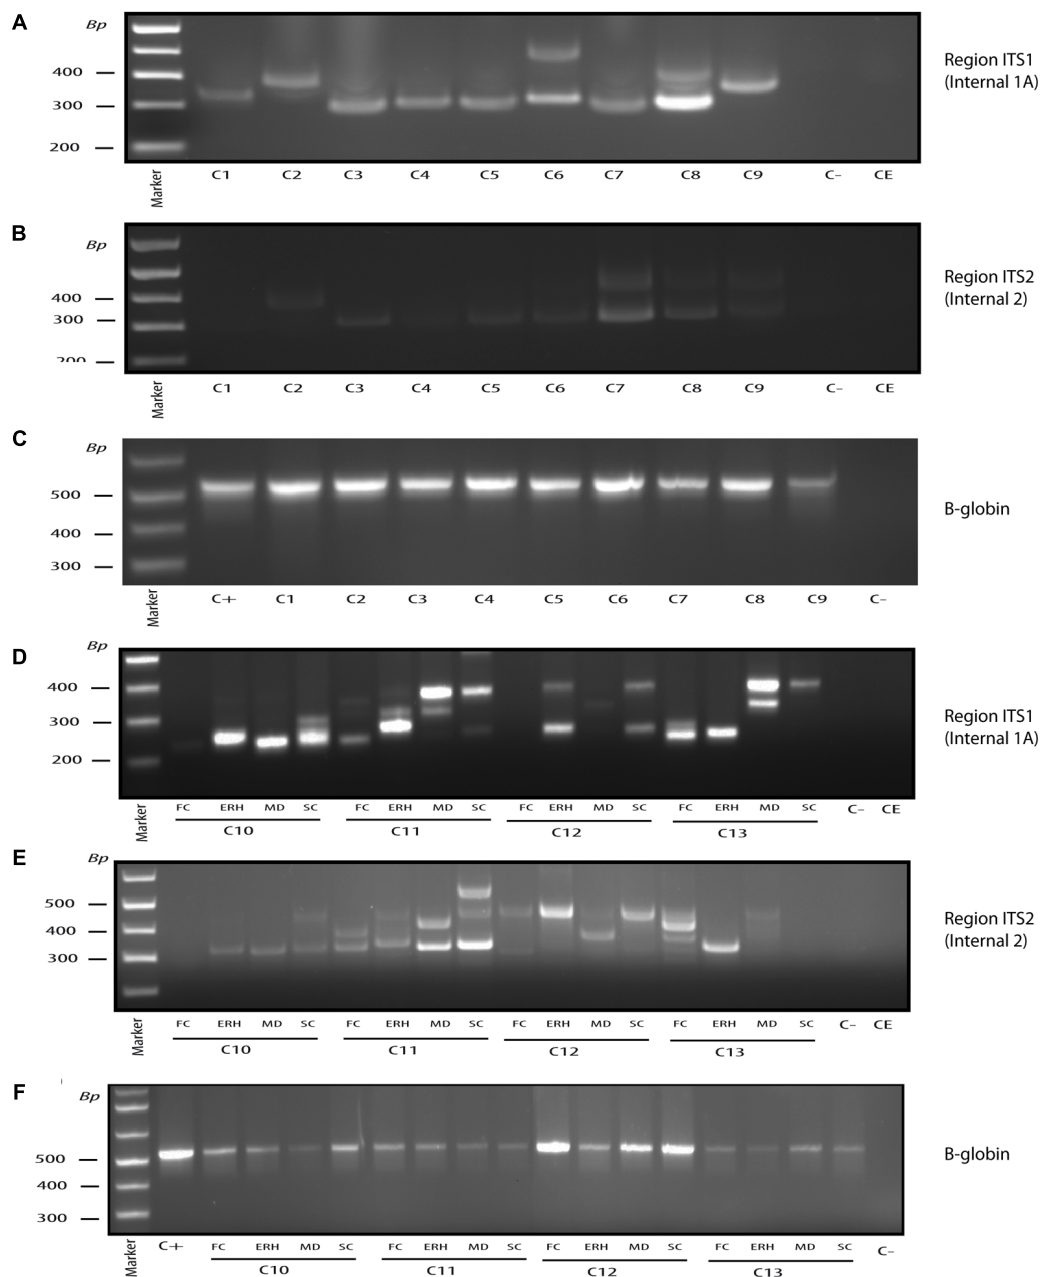 A
Bp
400
300
200
Marker
C1 C2 C3 C4 C5 C6 C7 C8 C9 C- CE
Region ITS1
(Internal 1A)
B
Bp
400
300
200
Marker
C1 C2 C3 C4 C5 C6 C7 C8 C9 C- CE
Region ITS2
(Internal 2)
C
Bp
500
400
300
Marker
C+ C1 C2 C3 C4 C5 C6 C7 C8 C9 C-
B-globin
D
Bp
400
300
200
Marker
FC ERH MD SC FC ERH MD SC FC ERH MD SC FC ERH MD SC C- CE
C10 C11 C12 C13
Region ITS1
(Internal 1A)
E
Bp
500
400
300
Marker
FC ERH MD SC FC ERH MD SC FC ERH MD SC FC ERH MD SC C- CE
C10 C11 C12 C13
Region ITS2
(Internal 2)
F
Bp
500
400
300
Marker
C+ FC ERH MD SC FC ERH MD SC FC ERH MD SC FC ERH MD SC C-
C10 C11 C12 C13
B-globin